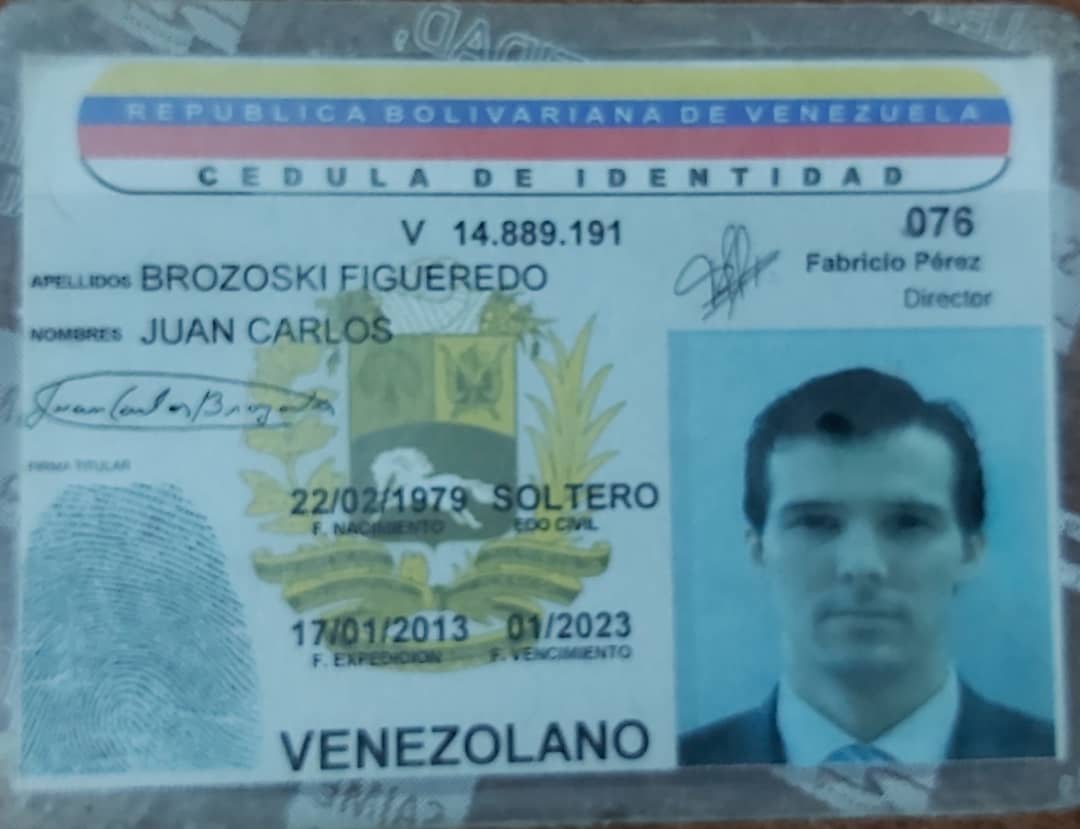 REPUBLICA BOLIVARIANA DE VENEZUELA
CEDULA DE IDENTIDAD
V 14.889.191
076
Fabricio Pérez
Director
APELLIDOS BROZOSKI FIGUEREDO
NOMBRES JUAN CARLOS
Juan Carlos Brozoski
FIRMA TITULAR
22/02/1979 SOLTERO
F. NACIMIENTO EDO CIVIL
17/01/2013 01/2023
F. EXPEDICION F. VENCIMIENTO
VENEZOLANO